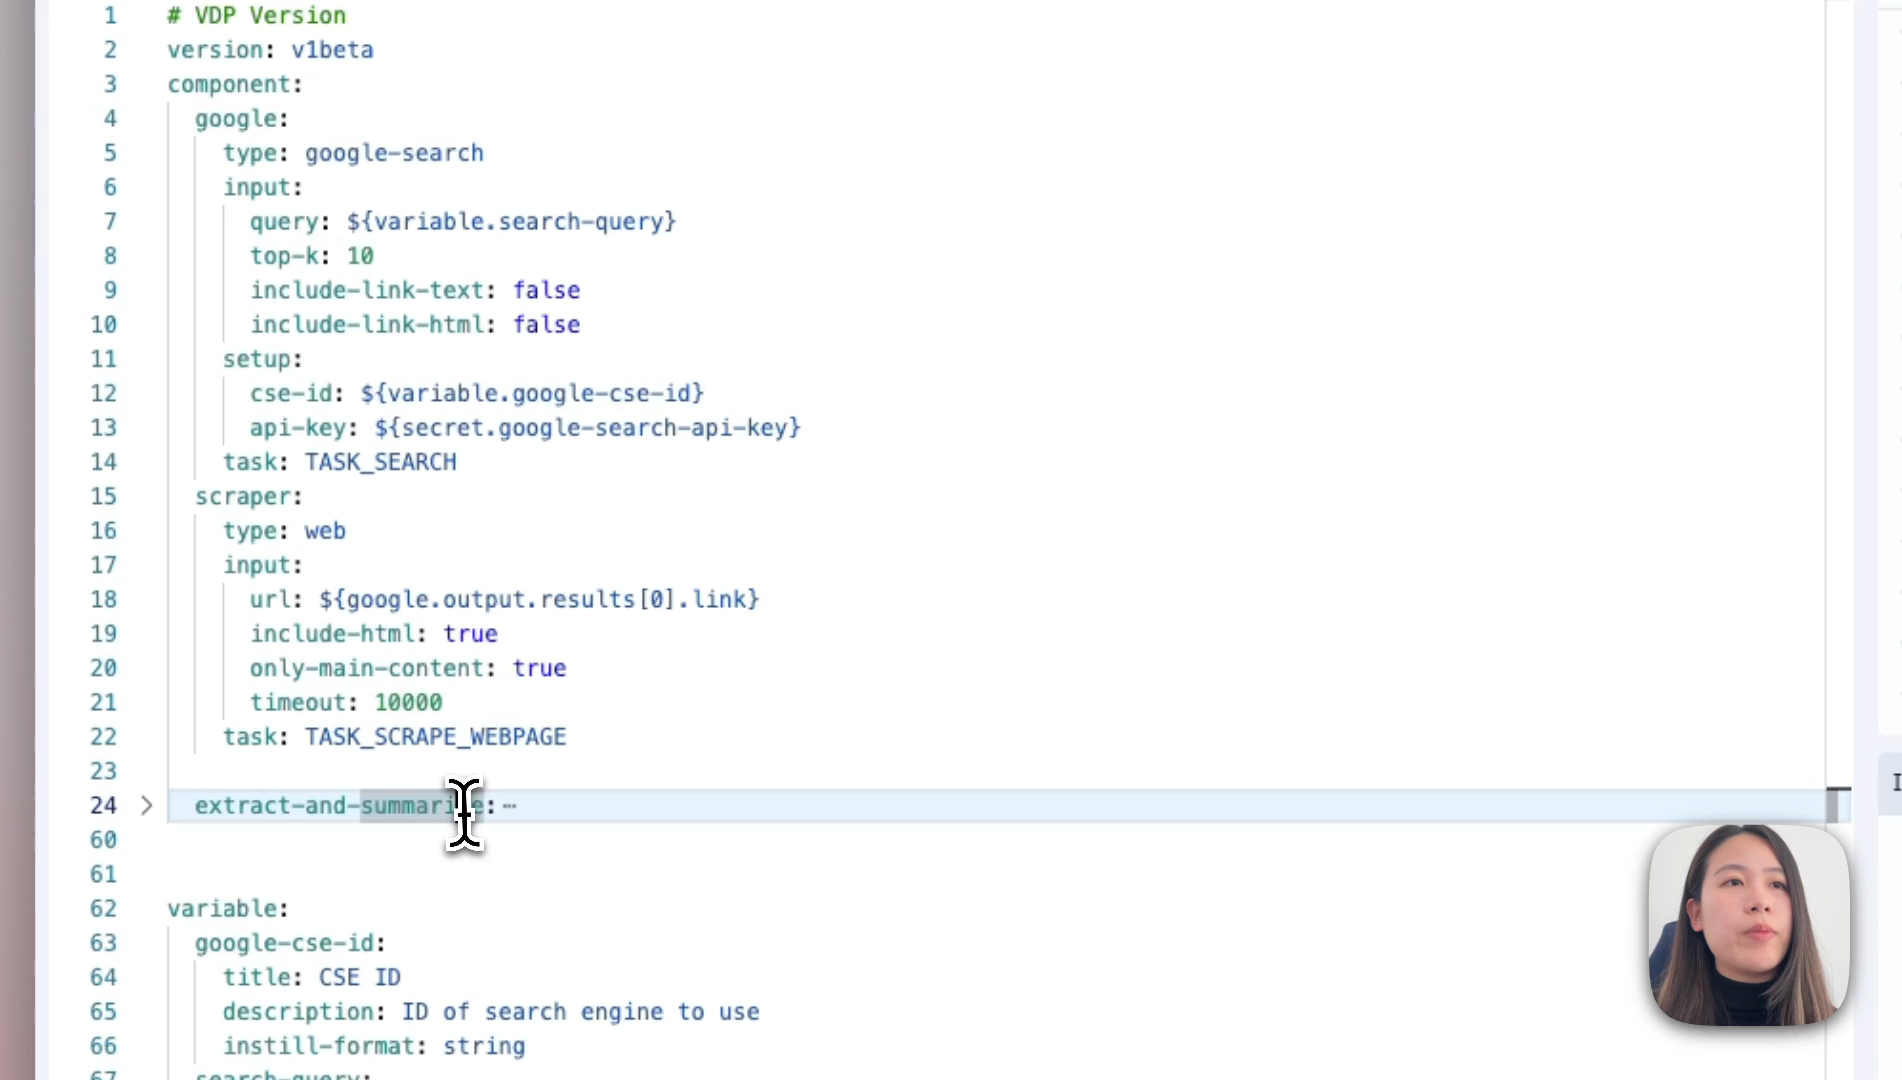 1 # VDP Version
2 version: v1beta
3 component:
4 google:
5 type: google-search
6 input:
7 query: ${variable.search-query}
8 top-k: 10
9 include-link-text: false
10 include-link-html: false
11 setup:
12 cse-id: ${variable.google-cse-id}
13 api-key: ${secret.google-search-api-key}
14 task: TASK_SEARCH
15 scraper:
16 type: web
17 input:
18 url: ${google.output.results[0].link}
19 include-html: true
20 only-main-content: true
21 timeout: 10000
22 task: TASK_SCRAPE_WEBPAGE
23
24 extract-and-summarize: ⋯
60
61
62 variable:
63 google-cse-id:
64 title: CSE ID
65 description: ID of search engine to use
66 instill-format: string
67 search-query: